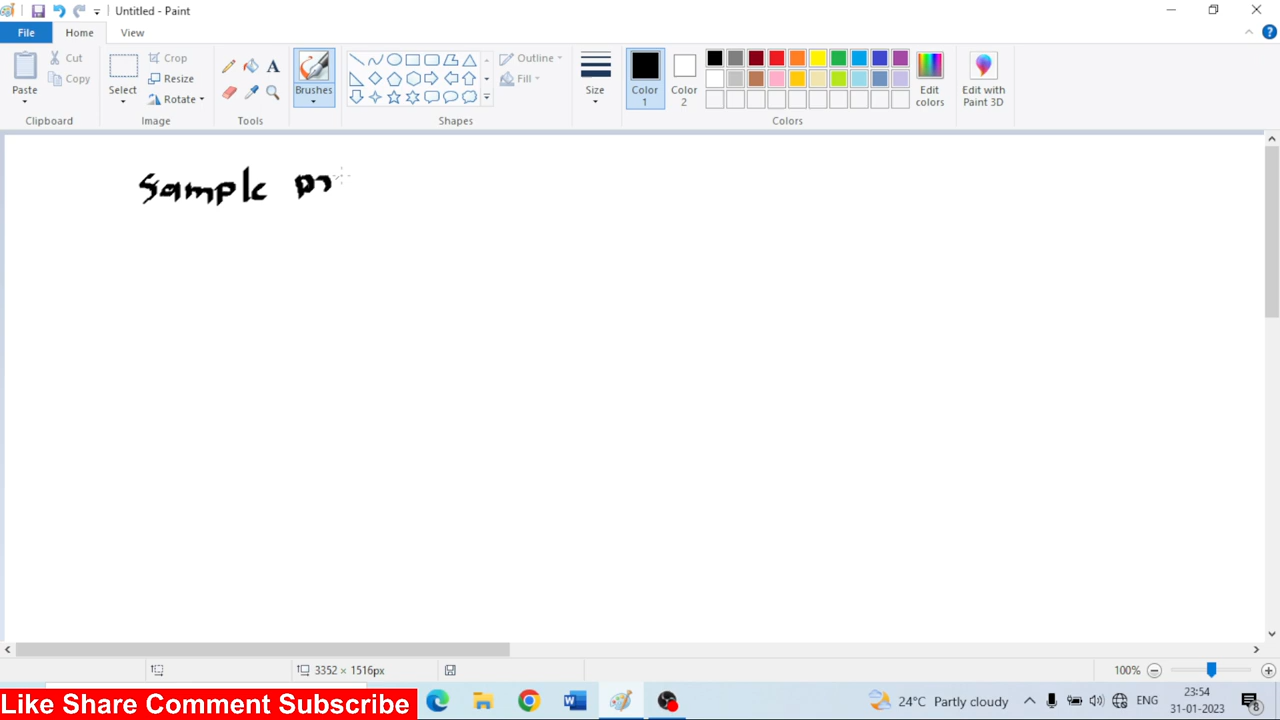 Untitled - Paint
File Home View
Paste Cut Copy Select Crop Resize Rotate A Brushes Outline Fill Size Color 1 Color 2 Edit colors Edit with Paint 3D
Clipboard Image Tools Shapes Colors
Sample
3352 × 1516px 100%
Like Share Comment Subscribe 24°C Partly cloudy ENG 23:54 31-01-2023 8